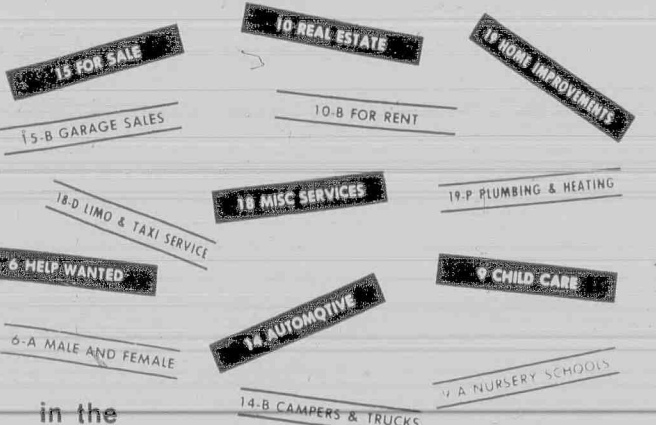 15 FOR SALE
10 REAL ESTATE
19 HOME IMPROVEMENTS
15-B GARAGE SALES
10-B FOR RENT
18-D LIMO & TAXI SERVICE
18 MISC SERVICES
19-P PLUMBING & HEATING
6 HELP WANTED
9 CHILD CARE
14 AUTOMOTIVE
6-A MALE AND FEMALE
9 A NURSERY SCHOOLS
14-B CAMPERS & TRUCKS
in the